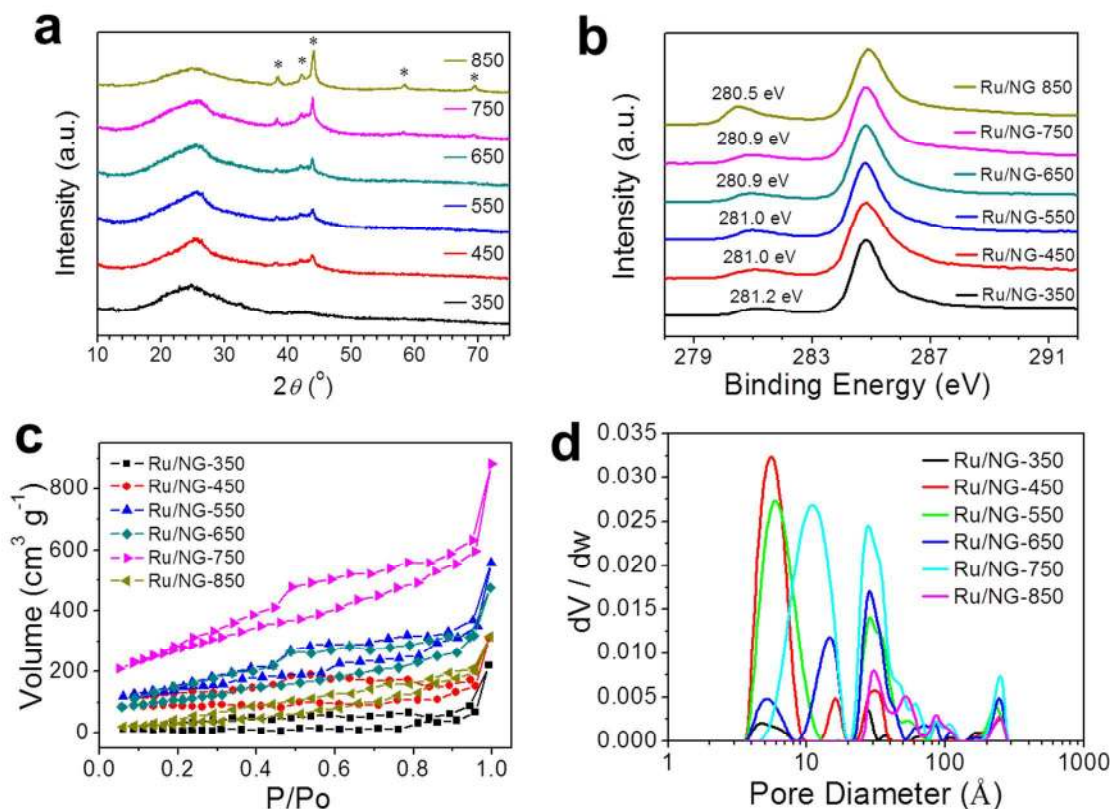 a
* * * * *
850
750
650
550
450
350
Intensity (a.u.)
10 20 30 40 50 60 70
2θ (°)
b
280.5 eV
Ru/NG 850
280.9 eV
Ru/NG-750
280.9 eV
Ru/NG-650
281.0 eV
Ru/NG-550
281.0 eV
Ru/NG-450
281.2 eV
Ru/NG-350
Intensity (a.u.)
279 283 287 291
Binding Energy (eV)
c
Ru/NG-350
Ru/NG-450
Ru/NG-550
Ru/NG-650
Ru/NG-750
Ru/NG-850
800
600
400
200
0
Volume (cm³ g⁻¹)
0.0 0.2 0.4 0.6 0.8 1.0
P/Po
d
0.035
0.030
0.025
0.020
0.015
0.010
0.005
0.000
dV / dw
Ru/NG-350
Ru/NG-450
Ru/NG-550
Ru/NG-650
Ru/NG-750
Ru/NG-850
1 10 100 1000
Pore Diameter (Å)